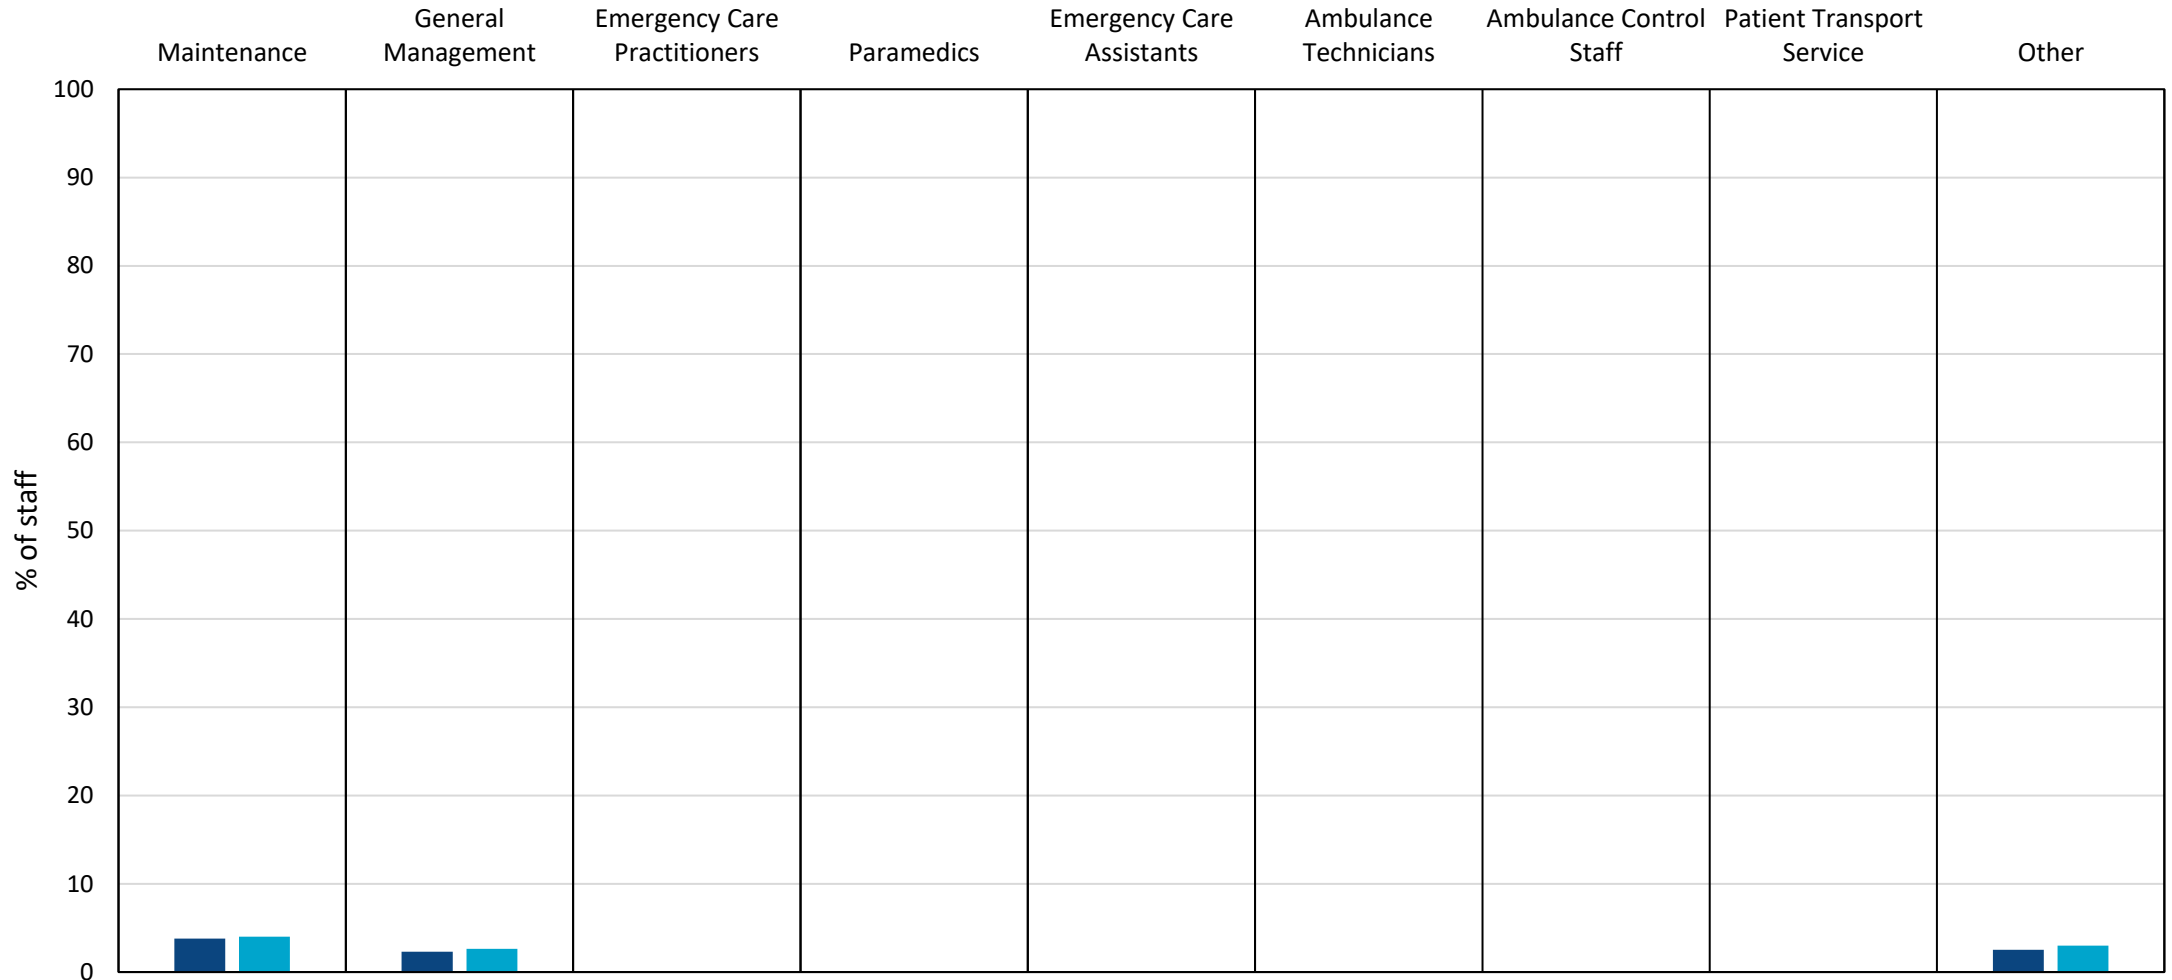 Maintenance
General
Management
Emergency Care
Practitioners
Paramedics
Emergency Care
Assistants
Ambulance
Technicians
Ambulance Control
Staff
Patient Transport
Service
Other
% of staff
100
90
80
70
60
50
40
30
20
10
0